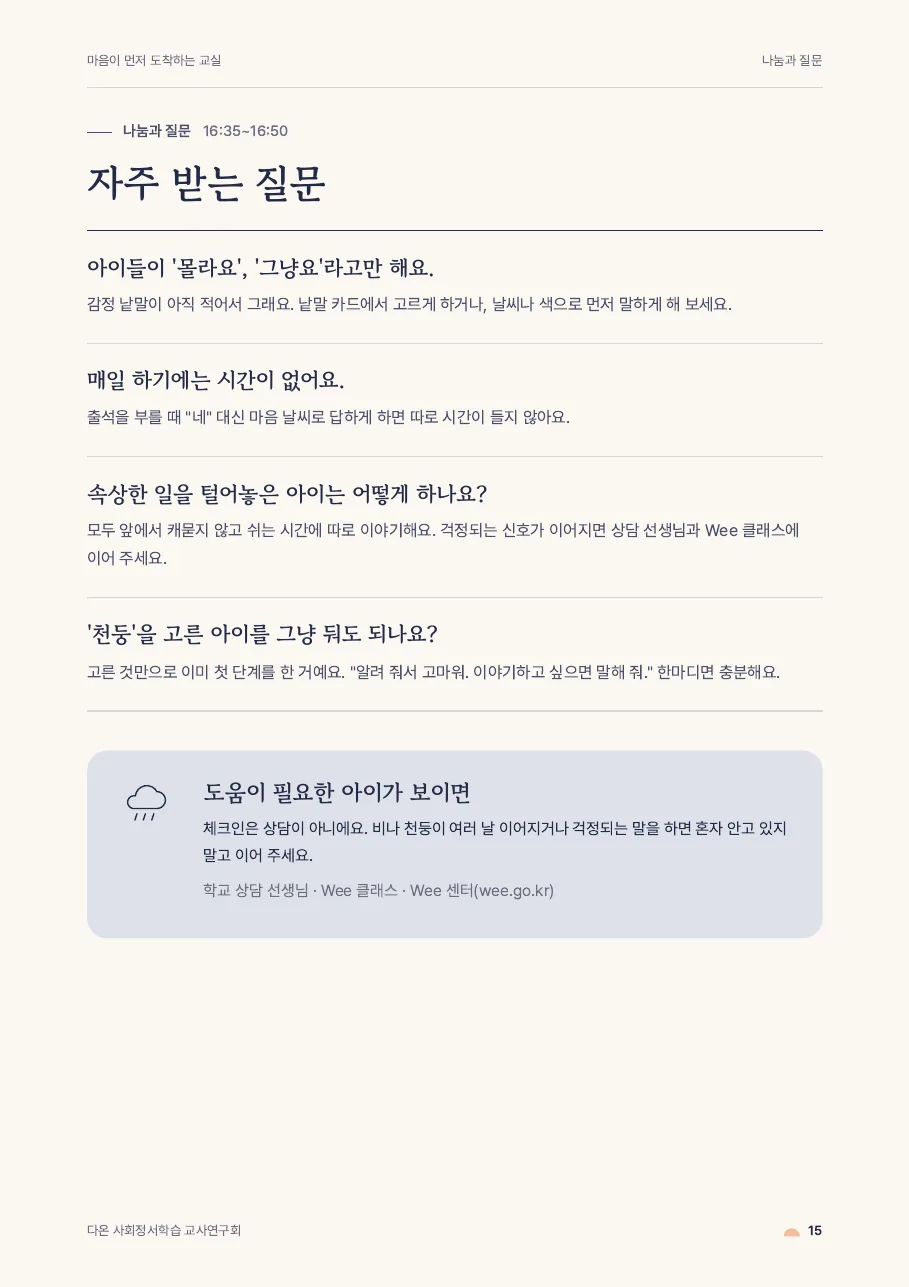 마음이 먼저 도착하는 교실
나눔과 질문
나눔과 질문 16:35~16:50
자주 받는 질문
아이들이 '몰라요', '그냥요'라고만 해요.
감정 낱말이 아직 적어서 그래요. 낱말 카드에서 고르게 하거나, 날씨나 색으로 먼저 말하게 해 보세요.
매일 하기에는 시간이 없어요.
출석을 부를 때 "네" 대신 마음 날씨로 답하게 하면 따로 시간이 들지 않아요.
속상한 일을 털어놓은 아이는 어떻게 하나요?
모두 앞에서 캐묻지 않고 쉬는 시간에 따로 이야기해요. 걱정되는 신호가 이어지면 상담 선생님과 Wee 클래스에
이어 주세요.
'천둥'을 고른 아이를 그냥 둬도 되나요?
고른 것만으로 이미 첫 단계를 한 거예요. "알려 줘서 고마워. 이야기하고 싶으면 말해 줘." 한마디면 충분해요.
도움이 필요한 아이가 보이면
체크인은 상담이 아니에요. 비나 천둥이 여러 날 이어지거나 걱정되는 말을 하면 혼자 안고 있지
말고 이어 주세요.
학교 상담 선생님 · Wee 클래스 · Wee 센터(wee.go.kr)
다온 사회정서학습 교사연구회
15